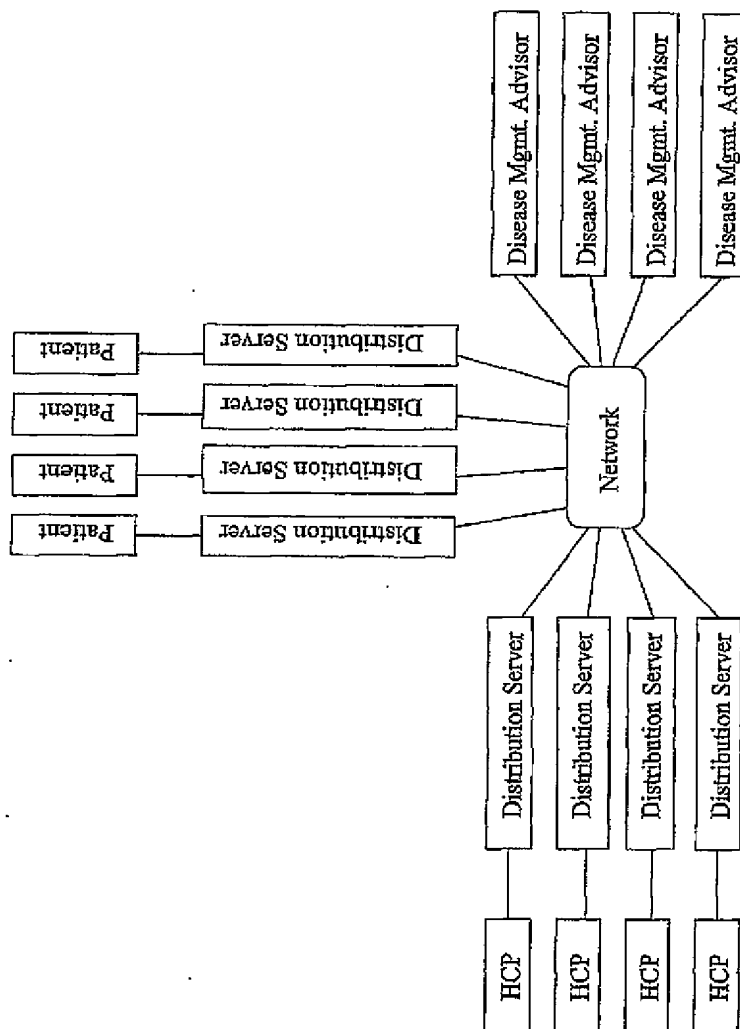 Patient
Distribution Server
Patient
Distribution Server
Patient
Distribution Server
Patient
Distribution Server
Disease Mgmt. Advisor
Disease Mgmt. Advisor
Disease Mgmt. Advisor
Disease Mgmt. Advisor
Network
Distribution Server
Distribution Server
Distribution Server
Distribution Server
HCP
HCP
HCP
HCP